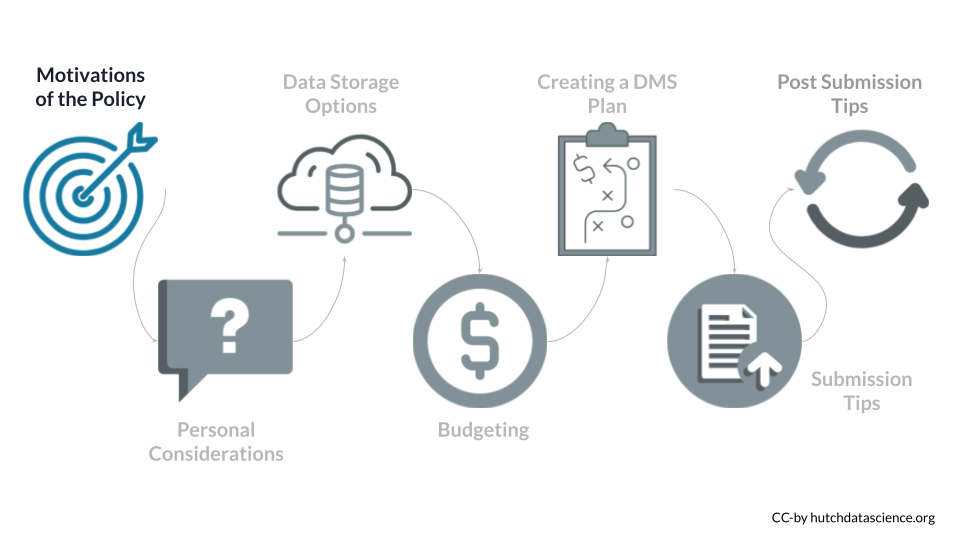 Motivations
of the Policy
Personal
Considerations
Data Storage
Options
Budgeting
Creating a DMS
Plan
Submission
Tips
Post Submission
Tips
?
$
$
CC-by hutchdatascience.org